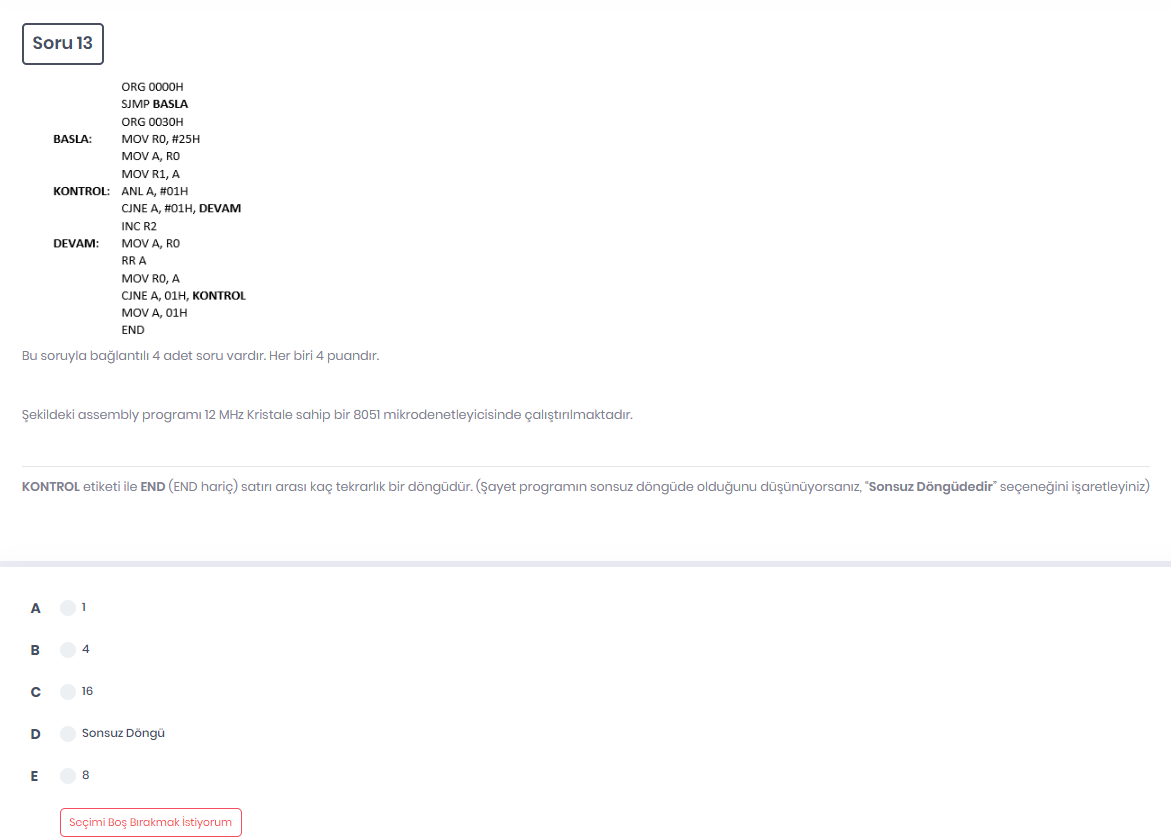 Soru 13
ORG 0000H
SJMP BASLA
ORG 0030H
BASLA: MOV R0, #25H
MOV A, R0
MOV R1, A
KONTROL: ANL A, #01H
CJNE A, #01H, DEVAM
INC R2
DEVAM: MOV A, R0
RR A
MOV R0, A
CJNE A, 01H, KONTROL
MOV A, 01H
END
Bu soruyla bağlantılı 4 adet soru vardır. Her biri 4 puandır.
Şekildeki assembly programı 12 MHz Kristale sahip bir 8051 mikrodenetleyicisinde çalıştırılmaktadır.
KONTROL etiketi ile END (END hariç) satırı arası kaç tekrarlık bir döngüdür. (Şayet programın sonsuz döngüde olduğunu düşünüyorsanız, "Sonsuz Döngüdedir" seçeneğini işaretleyiniz)
A 1
B 4
C 16
D Sonsuz Döngü
E 8
Seçimi Boş Bırakmak İstiyorum